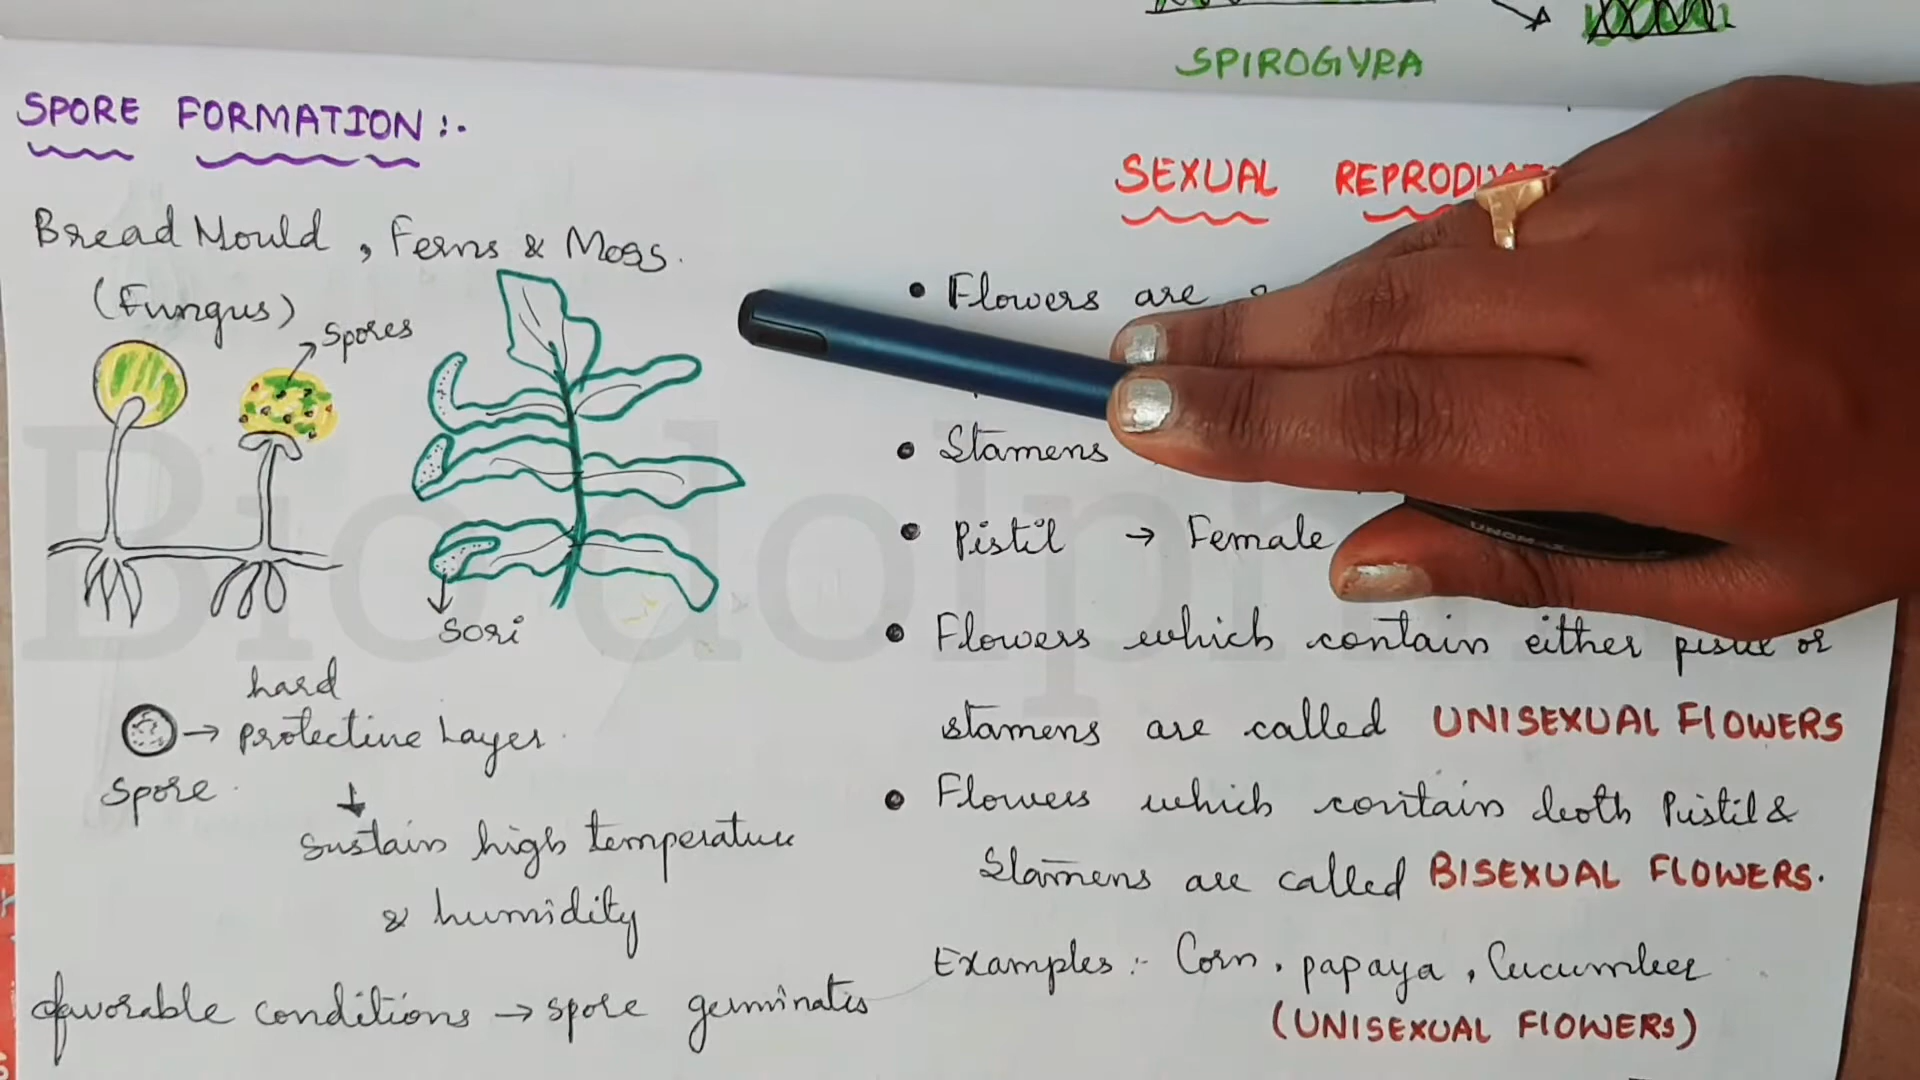 SPIROGYRA
SPORE FORMATION :-
Bread Mould , Ferns & Moss.
(Fungus)
Spores
Sori
hard
Spore → protective Layer
Sustain high temperature
& humidity
favorable conditions → spore germinates
SEXUAL
• Flowers are
• Stamens
• Pistil → Female
• Flowers which contain either pistil or
stamens are called UNISEXUAL FLOWERS
• Flowers which contain both Pistil &
Stamens are called BISEXUAL FLOWERS.
Examples :- Corn, papaya, Cucumber
(UNISEXUAL FLOWERS)